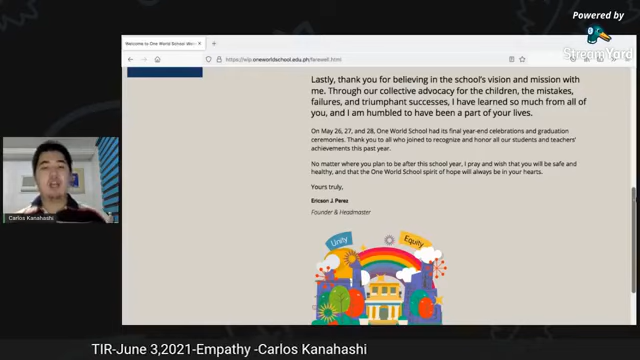 Powered by
StreamYard
Welcome to One World School Wor
https://wip.oneworldschool.edu.ph/farewell.html
Lastly, thank you for believing in the school's vision and mission with
me. Through our collective advocacy for the children, the mistakes,
failures, and triumphant successes, I have learned so much from all of
you, and I am humbled to have been a part of your lives.
On May 26, 27, and 28, One World School had its final year-end celebrations and graduation
ceremonies. Thank you to all who joined to recognize and honor all our students and teachers'
achievements this past year.
No matter where you plan to be after this school year, I pray and wish that you will be safe and
healthy, and that the One World School spirit of hope will always be in your hearts.
Yours truly,
Ericson J. Perez
Founder & Headmaster
Unity
Equity
Carlos Kanahashi
TIR-June 3,2021-Empathy -Carlos Kanahashi